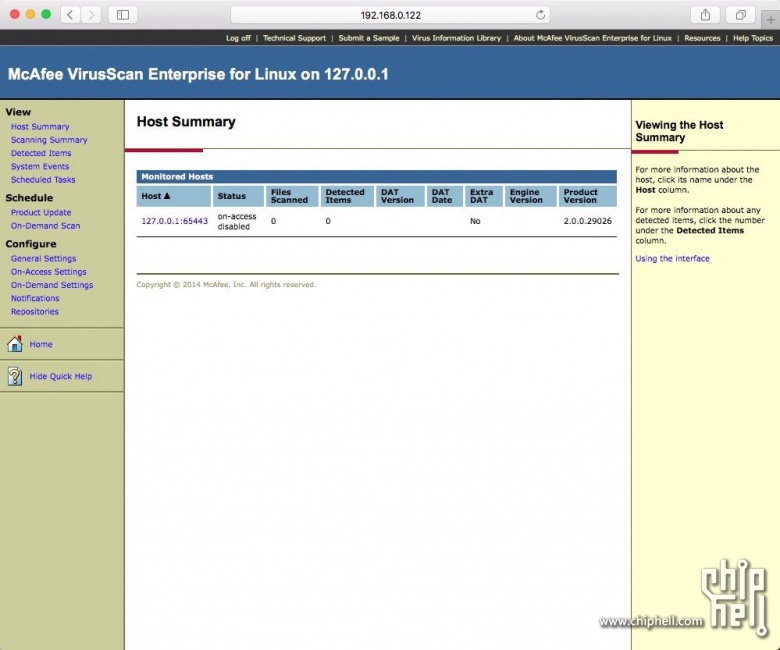 192.168.0.122
Log off | Technical Support | Submit a Sample | Virus Information Library | About McAfee VirusScan Enterprise for Linux | Resources | Help Topics
McAfee VirusScan Enterprise for Linux on 127.0.0.1
View
Host Summary
Scanning Summary
Detected Items
System Events
Scheduled Tasks
Schedule
Product Update
On-Demand Scan
Configure
General Settings
On-Access Settings
On-Demand Settings
Notifications
Repositories
Home
Hide Quick Help
Host Summary
Monitored Hosts
Host ▲ Status Files Scanned Detected Items DAT Version DAT Date Extra DAT Engine Version Product Version
127.0.0.1:65443 on-access disabled 0 0 No 2.0.0.29026
Copyright © 2014 McAfee, Inc. All rights reserved.
Viewing the Host
Summary
For more information about the
host, click its name under the
Host column.
For more information about any
detected items, click the number
under the Detected Items
column.
Using the interface
chip
hell
www.chiphell.com